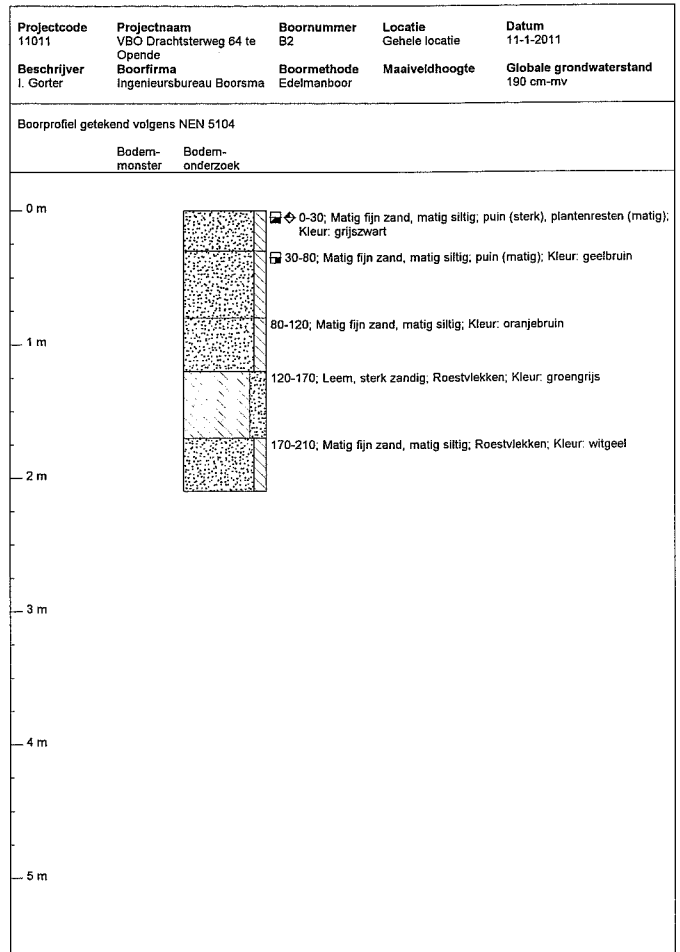 Projectcode Projectnaam Boornummer Locatie Datum
11011 VBO Drachtsterweg 64 te B2 Gehele locatie 11-1-2011
Opende
Beschrijver Boorfirma Boormethode Maaiveldhoogte Globale grondwaterstand
I. Gorter Ingenieursbureau Boorsma Edelmanboor 190 cm-mv
Boorprofiel getekend volgens NEN 5104
Bodem- Bodem-
monster onderzoek
0 m
0-30; Matig fijn zand, matig siltig; puin (sterk), plantenresten (matig);
Kleur: grijszwart
30-80; Matig fijn zand, matig siltig; puin (matig); Kleur: geelbruin
80-120; Matig fijn zand, matig siltig; Kleur: oranjebruin
1 m
120-170; Leem, sterk zandig; Roestvlekken; Kleur: groengrijs
170-210; Matig fijn zand, matig siltig; Roestvlekken; Kleur: witgeel
2 m
3 m
4 m
5 m